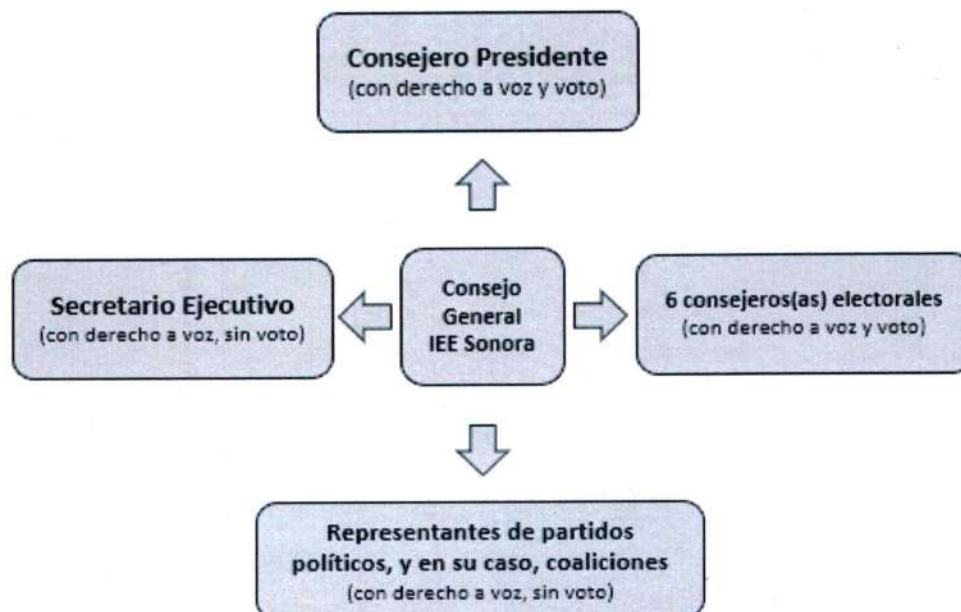 Consejero Presidente
(con derecho a voz y voto)
Secretario Ejecutivo
(con derecho a voz, sin voto)
Consejo
General
IEE Sonora
6 consejeros(as) electorales
(con derecho a voz y voto)
Representantes de partidos
políticos, y en su caso, coaliciones
(con derecho a voz, sin voto)